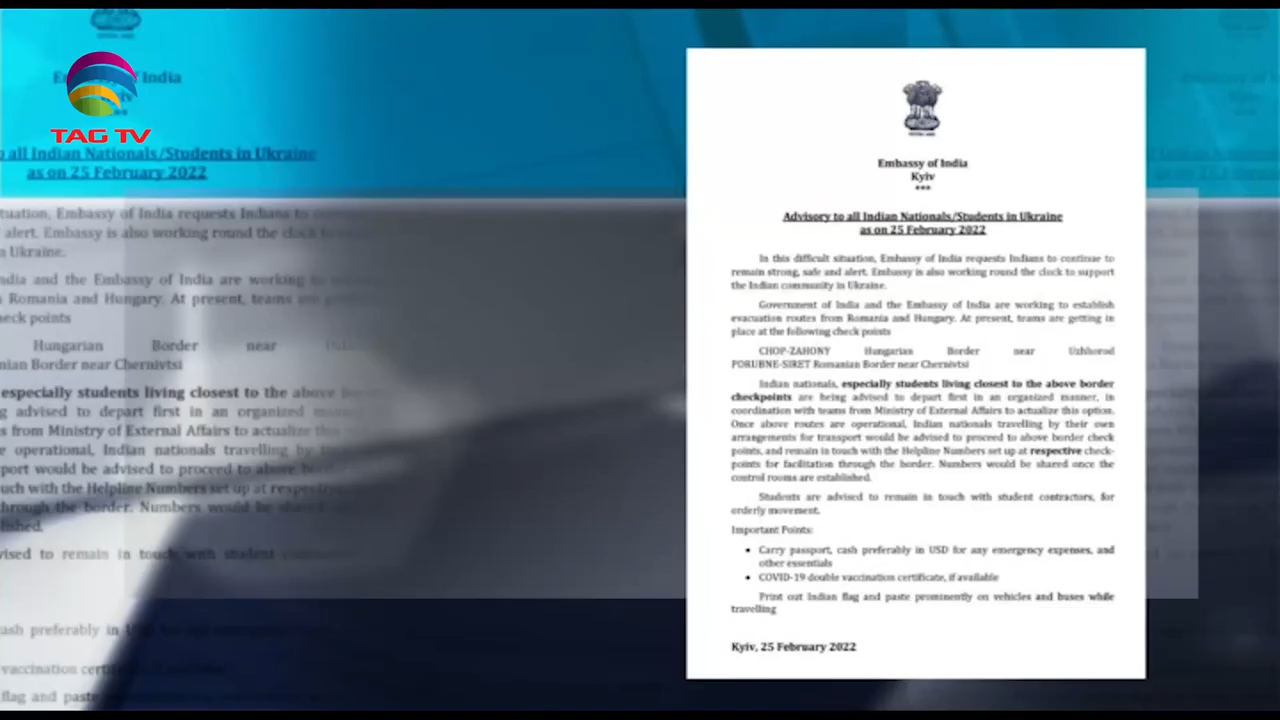 TAG TV
Embassy of India
Kyiv
***
Advisory to all Indian Nationals/Students in Ukraine
as on 25 February 2022
In this difficult situation, Embassy of India requests Indians to continue to
remain strong, safe and alert. Embassy is also working round the clock to support
the Indian community in Ukraine.
Government of India and the Embassy of India are working to establish
evacuation routes from Romania and Hungary. At present, teams are getting in
place at the following check points
CHOP-ZAHONY Hungarian Border near Uzhhorod
PORUBNE-SIRET Romanian Border near Chernivtsi
Indian nationals, especially students living closest to the above border
checkpoints are being advised to depart first in an organized manner, in
coordination with teams from Ministry of External Affairs to actualize this option.
Once above routes are operational, Indian nationals travelling by their own
arrangements for transport would be advised to proceed to above border check
points, and remain in touch with the Helpline Numbers set up at respective check-
points for facilitation through the border. Numbers would be shared once the
control rooms are established.
Students are advised to remain in touch with student contractors, for
orderly movement.
Important Points:
• Carry passport, cash preferably in USD for any emergency expenses, and
other essentials
• COVID-19 double vaccination certificate, if available
Print out Indian flag and paste prominently on vehicles and buses while
travelling
Kyiv, 25 February 2022